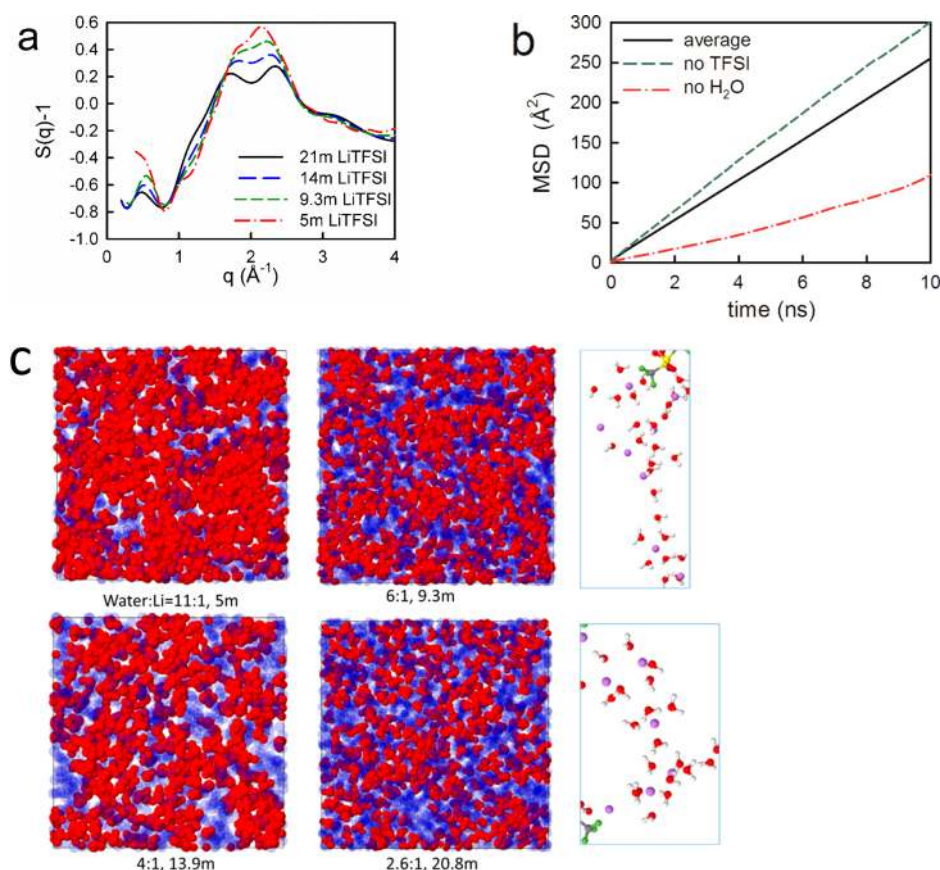 a
0.6
0.4
0.2
0.0
-0.2
-0.4
-0.6
-0.8
-1.0
S(q)-1
0 1 2 3 4
q (Å⁻¹)
21m LiTFSI
14m LiTFSI
9.3m LiTFSI
5m LiTFSI
b
300
250
200
150
100
50
0
MSD (Å²)
0 2 4 6 8 10
time (ns)
average
no TFSI
no H₂O
c
Water:Li=11:1, 5m
6:1, 9.3m
4:1, 13.9m
2.6:1, 20.8m